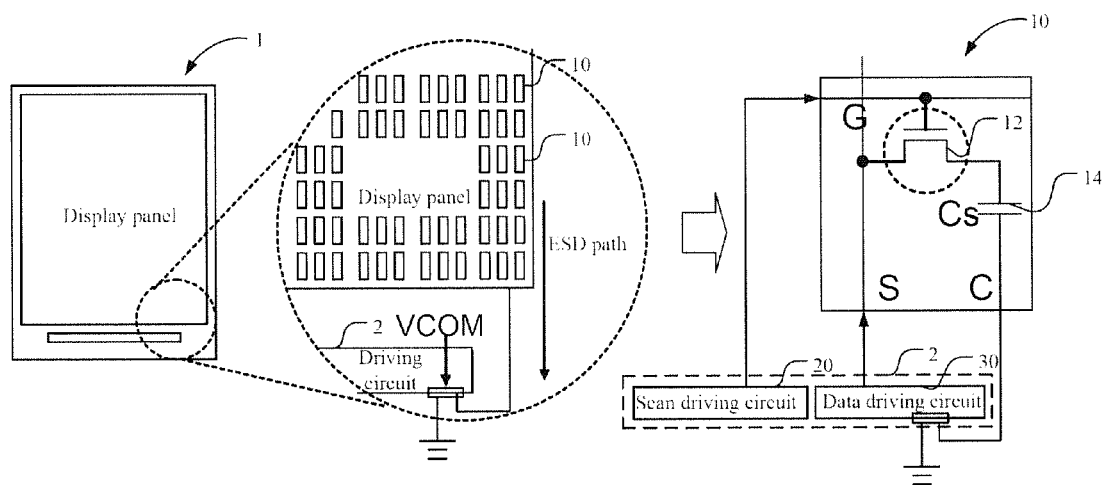 1
Display panel
10
10
Display panel
ESD path
2
VCOM
Driving
circuit
10
G
12
14
Cs
S
C
2
20
30
Scan driving circuit
Data driving circuit